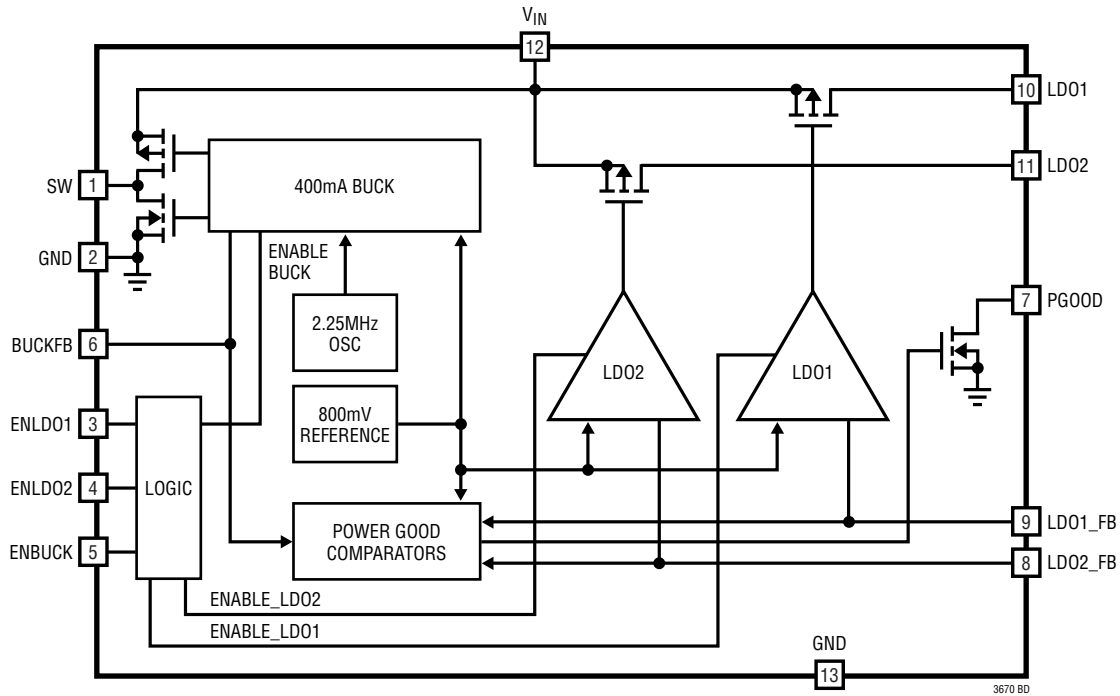 VIN
12
10 LDO1
11 LDO2
400mA BUCK
SW 1
GND 2
ENABLE
BUCK
7 PGOOD
2.25MHz
OSC
BUCKFB 6
LDO2
LDO1
800mV
REFERENCE
ENLDO1 3
ENLDO2 4
LOGIC
ENBUCK 5
POWER GOOD
COMPARATORS
9 LDO1_FB
8 LDO2_FB
ENABLE_LDO2
ENABLE_LDO1
GND
13
3670 BD